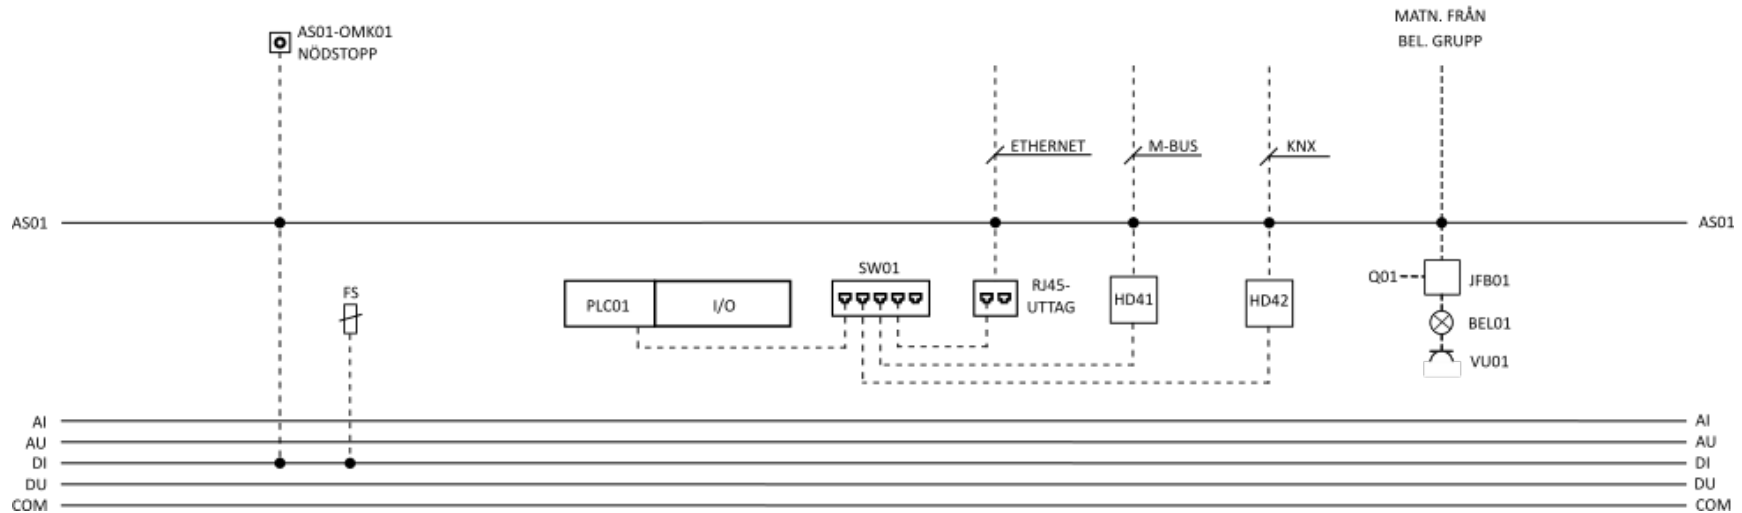 MATN. FRÅN
BEL. GRUPP
AS01-OMK01
NÖDSTOPP
ETHERNET
M-BUS
KNX
AS01
AS01
SW01
RJ45-
UTTAG
Q01
JFB01
FS
PLC01
I/O
HD41
HD42
BEL01
VU01
AI
AI
AU
AU
DI
DI
DU
DU
COM
COM